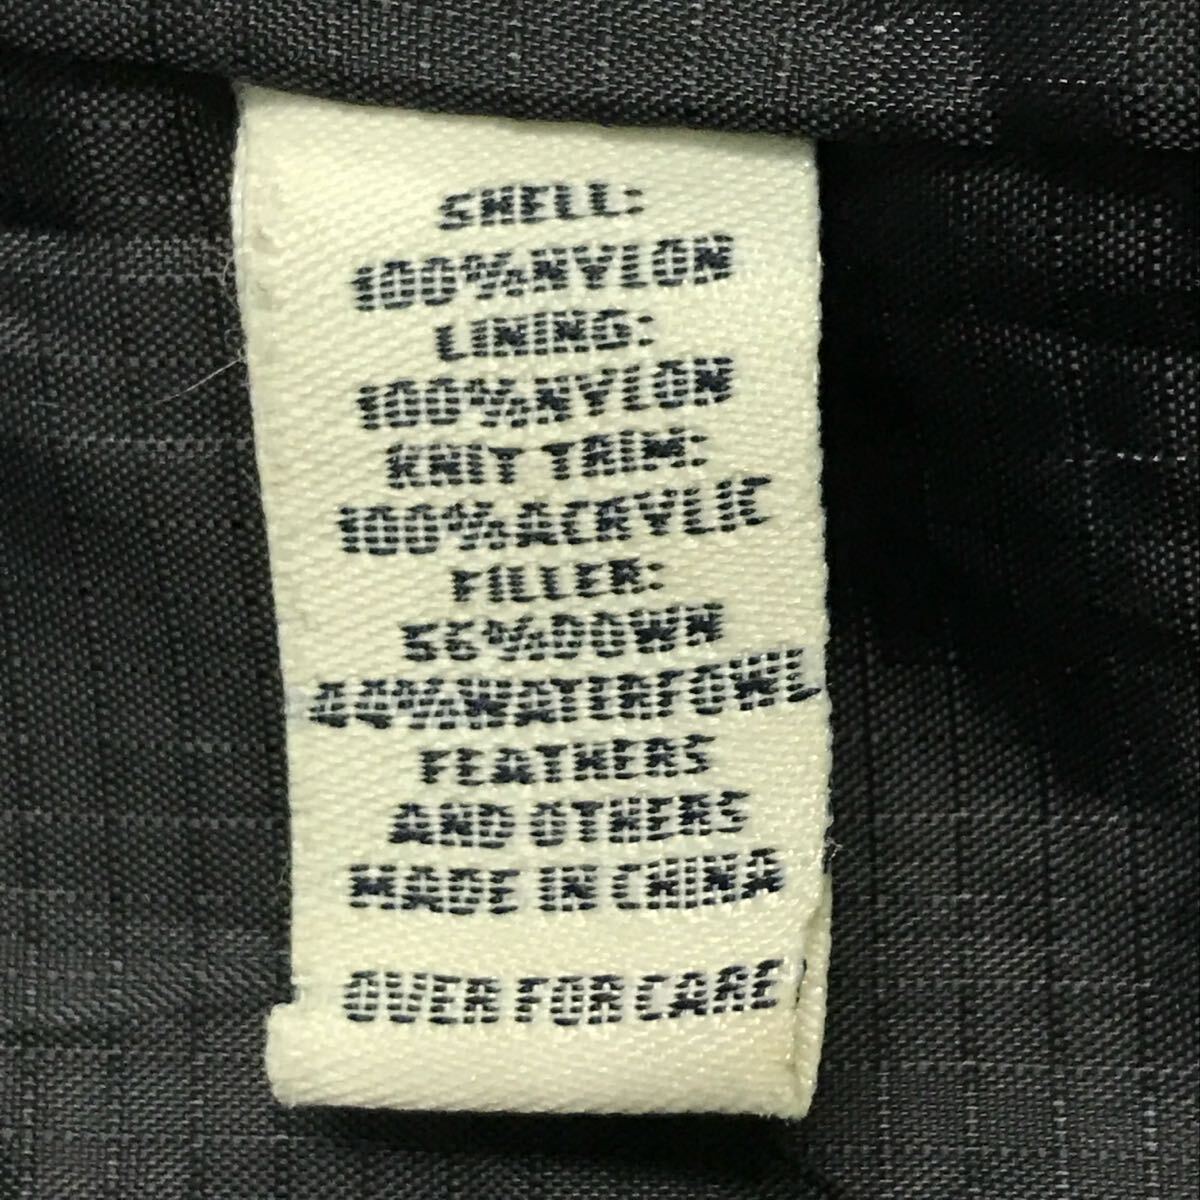 SHELL:
100%NYLON
LINING:
100%NYLON
KNIT TRIM:
100%ACRYLIC
FILLER:
56%DOWN
44%WATERFOWL
FEATHERS
AND OTHERS
MADE IN CHINA
OVER FOR CARE